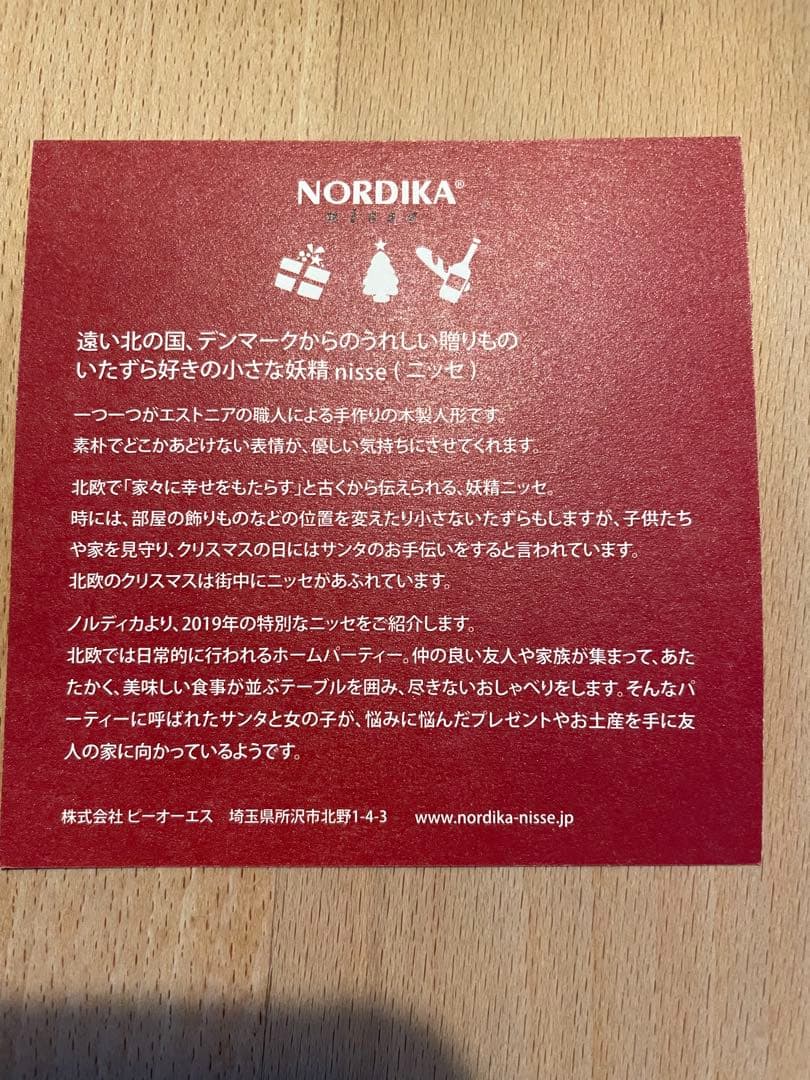 NORDIKA®
nisse
遠い北の国、デンマークからのうれしい贈りもの
いたずら好きの小さな妖精 nisse ( ニッセ )
一つ一つがエストニアの職人による手作りの木製人形です。
素朴でどこかあどけない表情が、優しい気持ちにさせてくれます。
北欧で「家々に幸せをもたらす」と古くから伝えられる、妖精ニッセ。
時には、部屋の飾りものなどの位置を変えたり小さないたずらもしますが、子供たち
や家を見守り、クリスマスの日にはサンタのお手伝いをすると言われています。
北欧のクリスマスは街中にニッセがあふれています。
ノルディカより、2019年の特別なニッセをご紹介します。
北欧では日常的に行われるホームパーティー。仲の良い友人や家族が集まって、あた
たかく、美味しい食事が並ぶテーブルを囲み、尽きないおしゃべりをします。そんなパ
ーティーに呼ばれたサンタと女の子が、悩みに悩んだプレゼントやお土産を手に友
人の家に向かっているようです。
株式会社 ピーオーエス 埼玉県所沢市北野1-4-3 www.nordika-nisse.jp